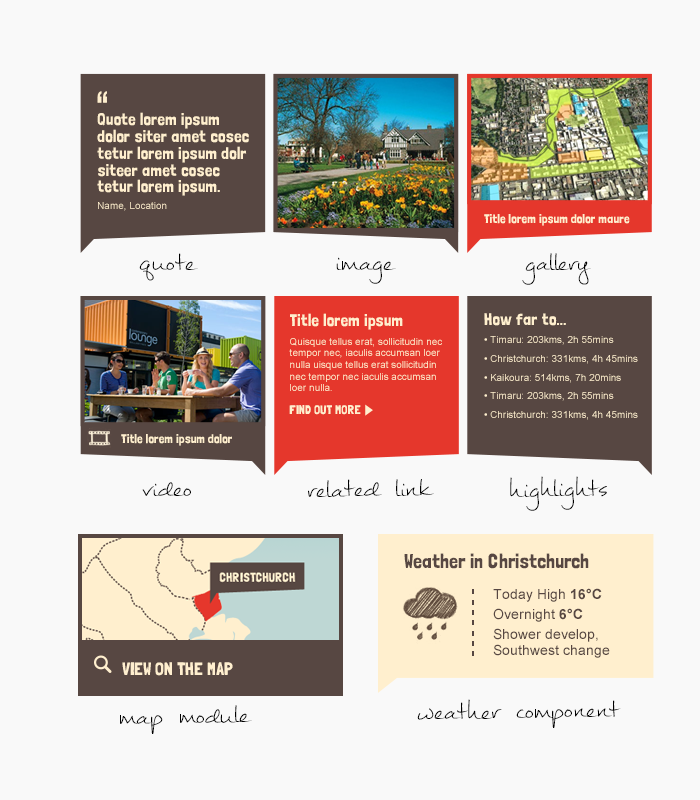 “
Quote lorem ipsum
dolor siter amet cosec
tetur lorem ipsum dolr
siteer amet cosec
tetur lorem ipsum.
Name, Location
Title lorem ipsum dolor maure
quote
image
gallery
lounge
Title lorem ipsum dolor
Title lorem ipsum
Quisque tellus erat, sollicitudin nec
tempor nec, iaculis accumsan loer
nulla uisque tellus erat sollicitudin
nec tempor nec iaculis accumsan
loer nulla.
FIND OUT MORE
How far to...
• Timaru: 203kms, 2h 55mins
• Christchurch: 331kms, 4h 45mins
• Kaikoura: 514kms, 7h 20mins
• Timaru: 203kms, 2h 55mins
• Christchurch: 331kms, 4h 45mins
video
related link
highlights
CHRISTCHURCH
VIEW ON THE MAP
Weather in Christchurch
Today High 16°C
Overnight 6°C
Shower develop,
Southwest change
map module
weather component